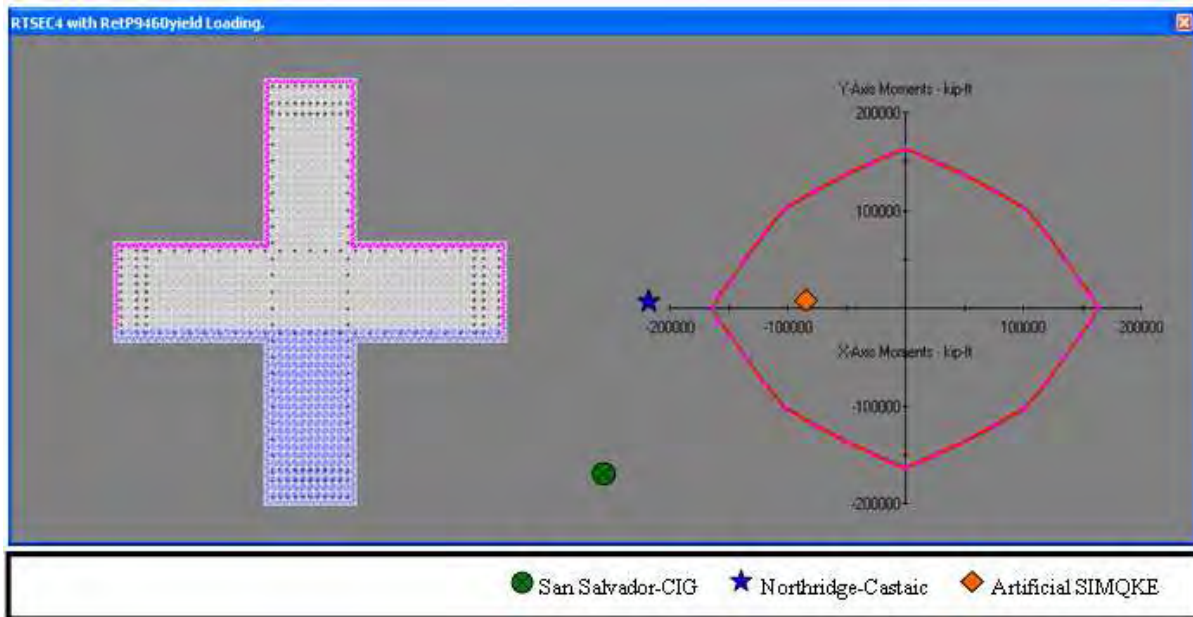 RTSEC4 with RetP9460yield Loading.
Y-Axis Moments - kip-ft
200000
100000
-200000
-100000
100000
200000
X-Axis Moments - kip-ft
-100000
-200000
San Salvador-CIG
Northridge-Castaic
Artificial SIMQKE